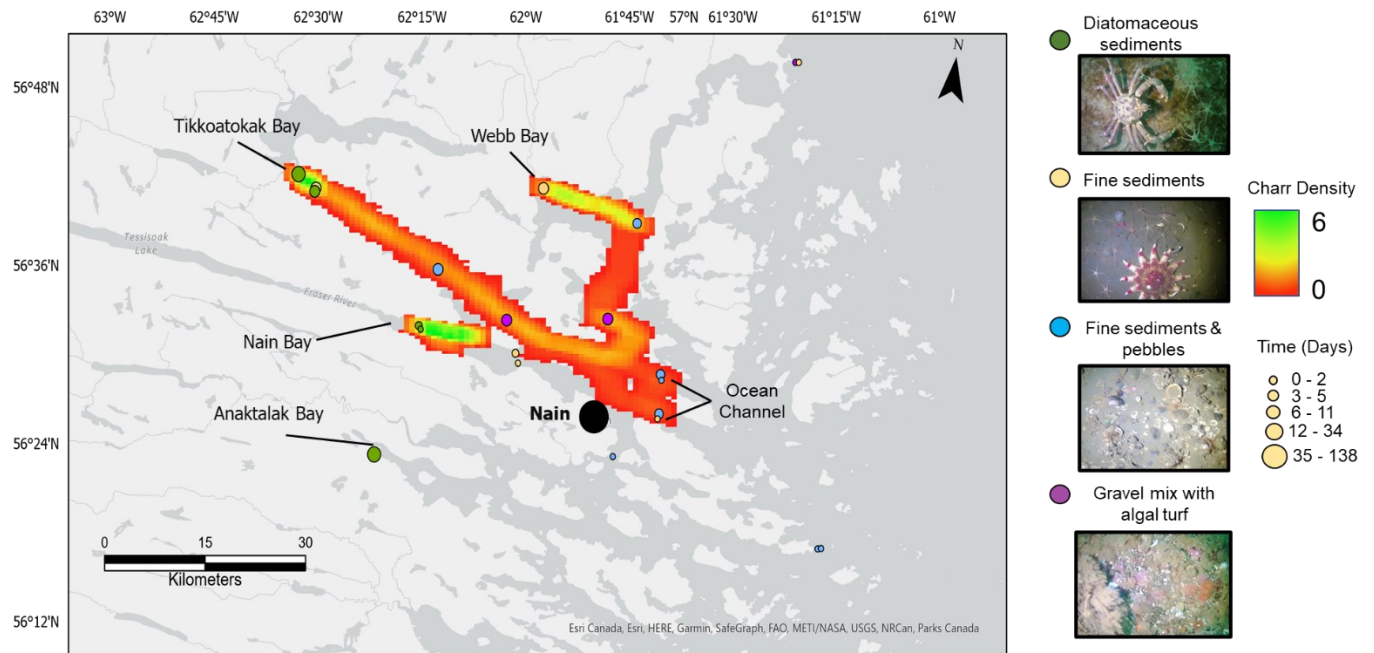 63°W 62°45'W 62°30'W 62°15'W 62°W 61°45'W 57°N 61°30'W 61°15'W 61°W
56°48'N
56°36'N
56°24'N
56°12'N
N
Tikkoatokak Bay
Webb Bay
Tessisoak
Lake
Fraser River
Nain Bay
Anaktalak Bay
Nain
Ocean
Channel
0 15 30
Kilometers
Esri Canada, Esri, HERE, Garmin, SafeGraph, FAO, METI/NASA, USGS, NRCan, Parks Canada
Diatomaceous
sediments
Fine sediments
Fine sediments &
pebbles
Gravel mix with
algal turf
Charr Density
6
0
Time (Days)
0 - 2
3 - 5
6 - 11
12 - 34
35 - 138